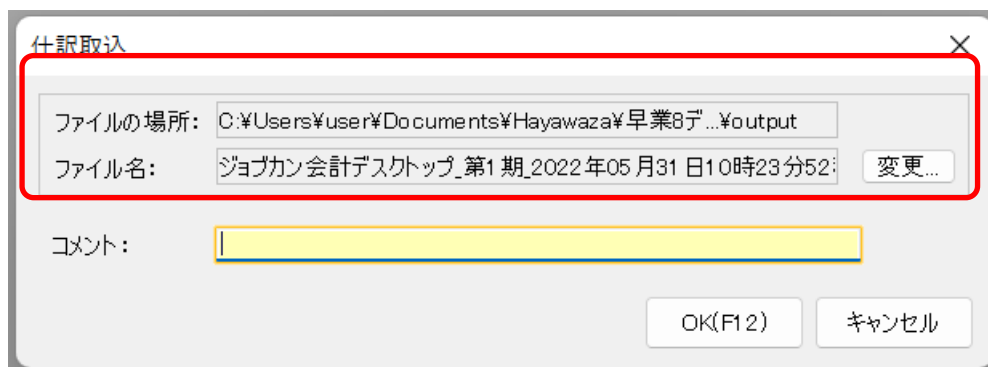 仕訳取込
ファイルの場所: C:¥Users¥user¥Documents¥Hayawaza¥早業8デ...¥output
ファイル名: ジョブカン会計デスクトップ_第1期_2022年05月31日10時23分52 変更...
コメント:
OK(F12) キャンセル